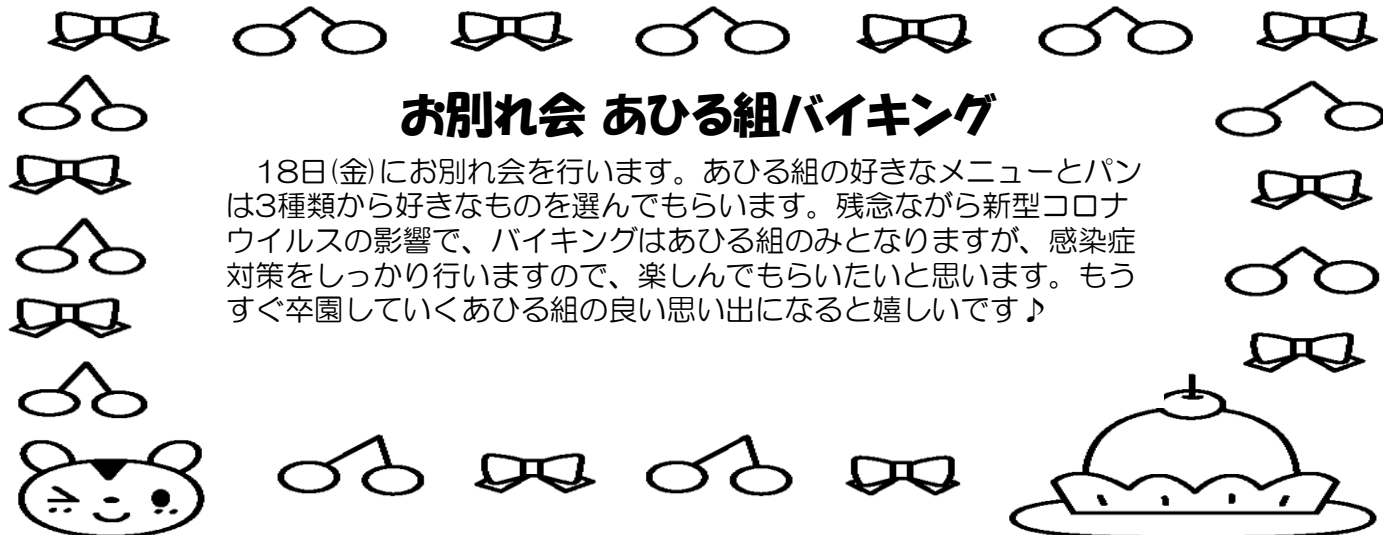 お別れ会 あひる組バイキング
　18日(金)にお別れ会を行います。あひる組の好きなメニューとパン
は3種類から好きなものを選んでもらいます。残念ながら新型コロナ
ウイルスの影響で、バイキングはあひる組のみとなりますが、感染症
対策をしっかり行いますので、楽しんでもらいたいと思います。もう
すぐ卒園していくあひる組の良い思い出になると嬉しいです♪